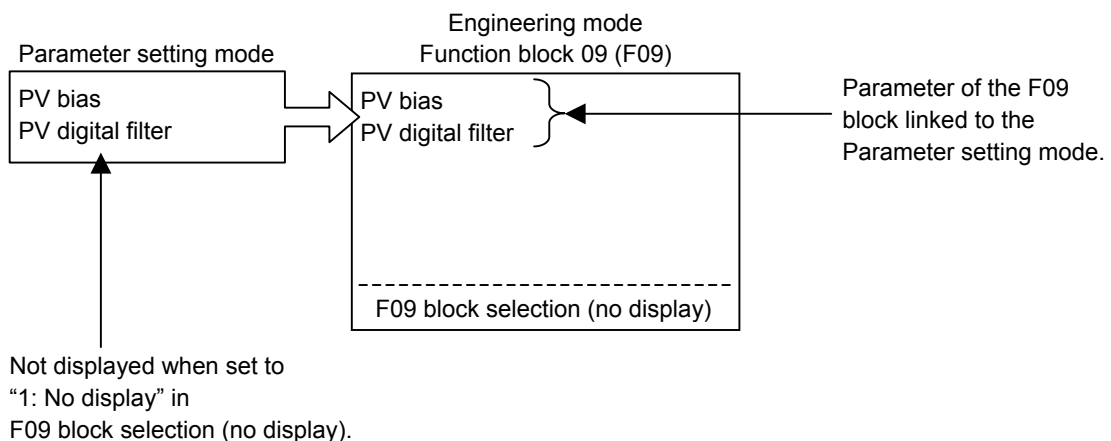 Engineering mode
Function block 09 (F09)
Parameter setting mode
PV bias
PV digital filter
PV bias
PV digital filter
Parameter of the F09
block linked to the
Parameter setting mode.
F09 block selection (no display)
Not displayed when set to
“1: No display” in
F09 block selection (no display).